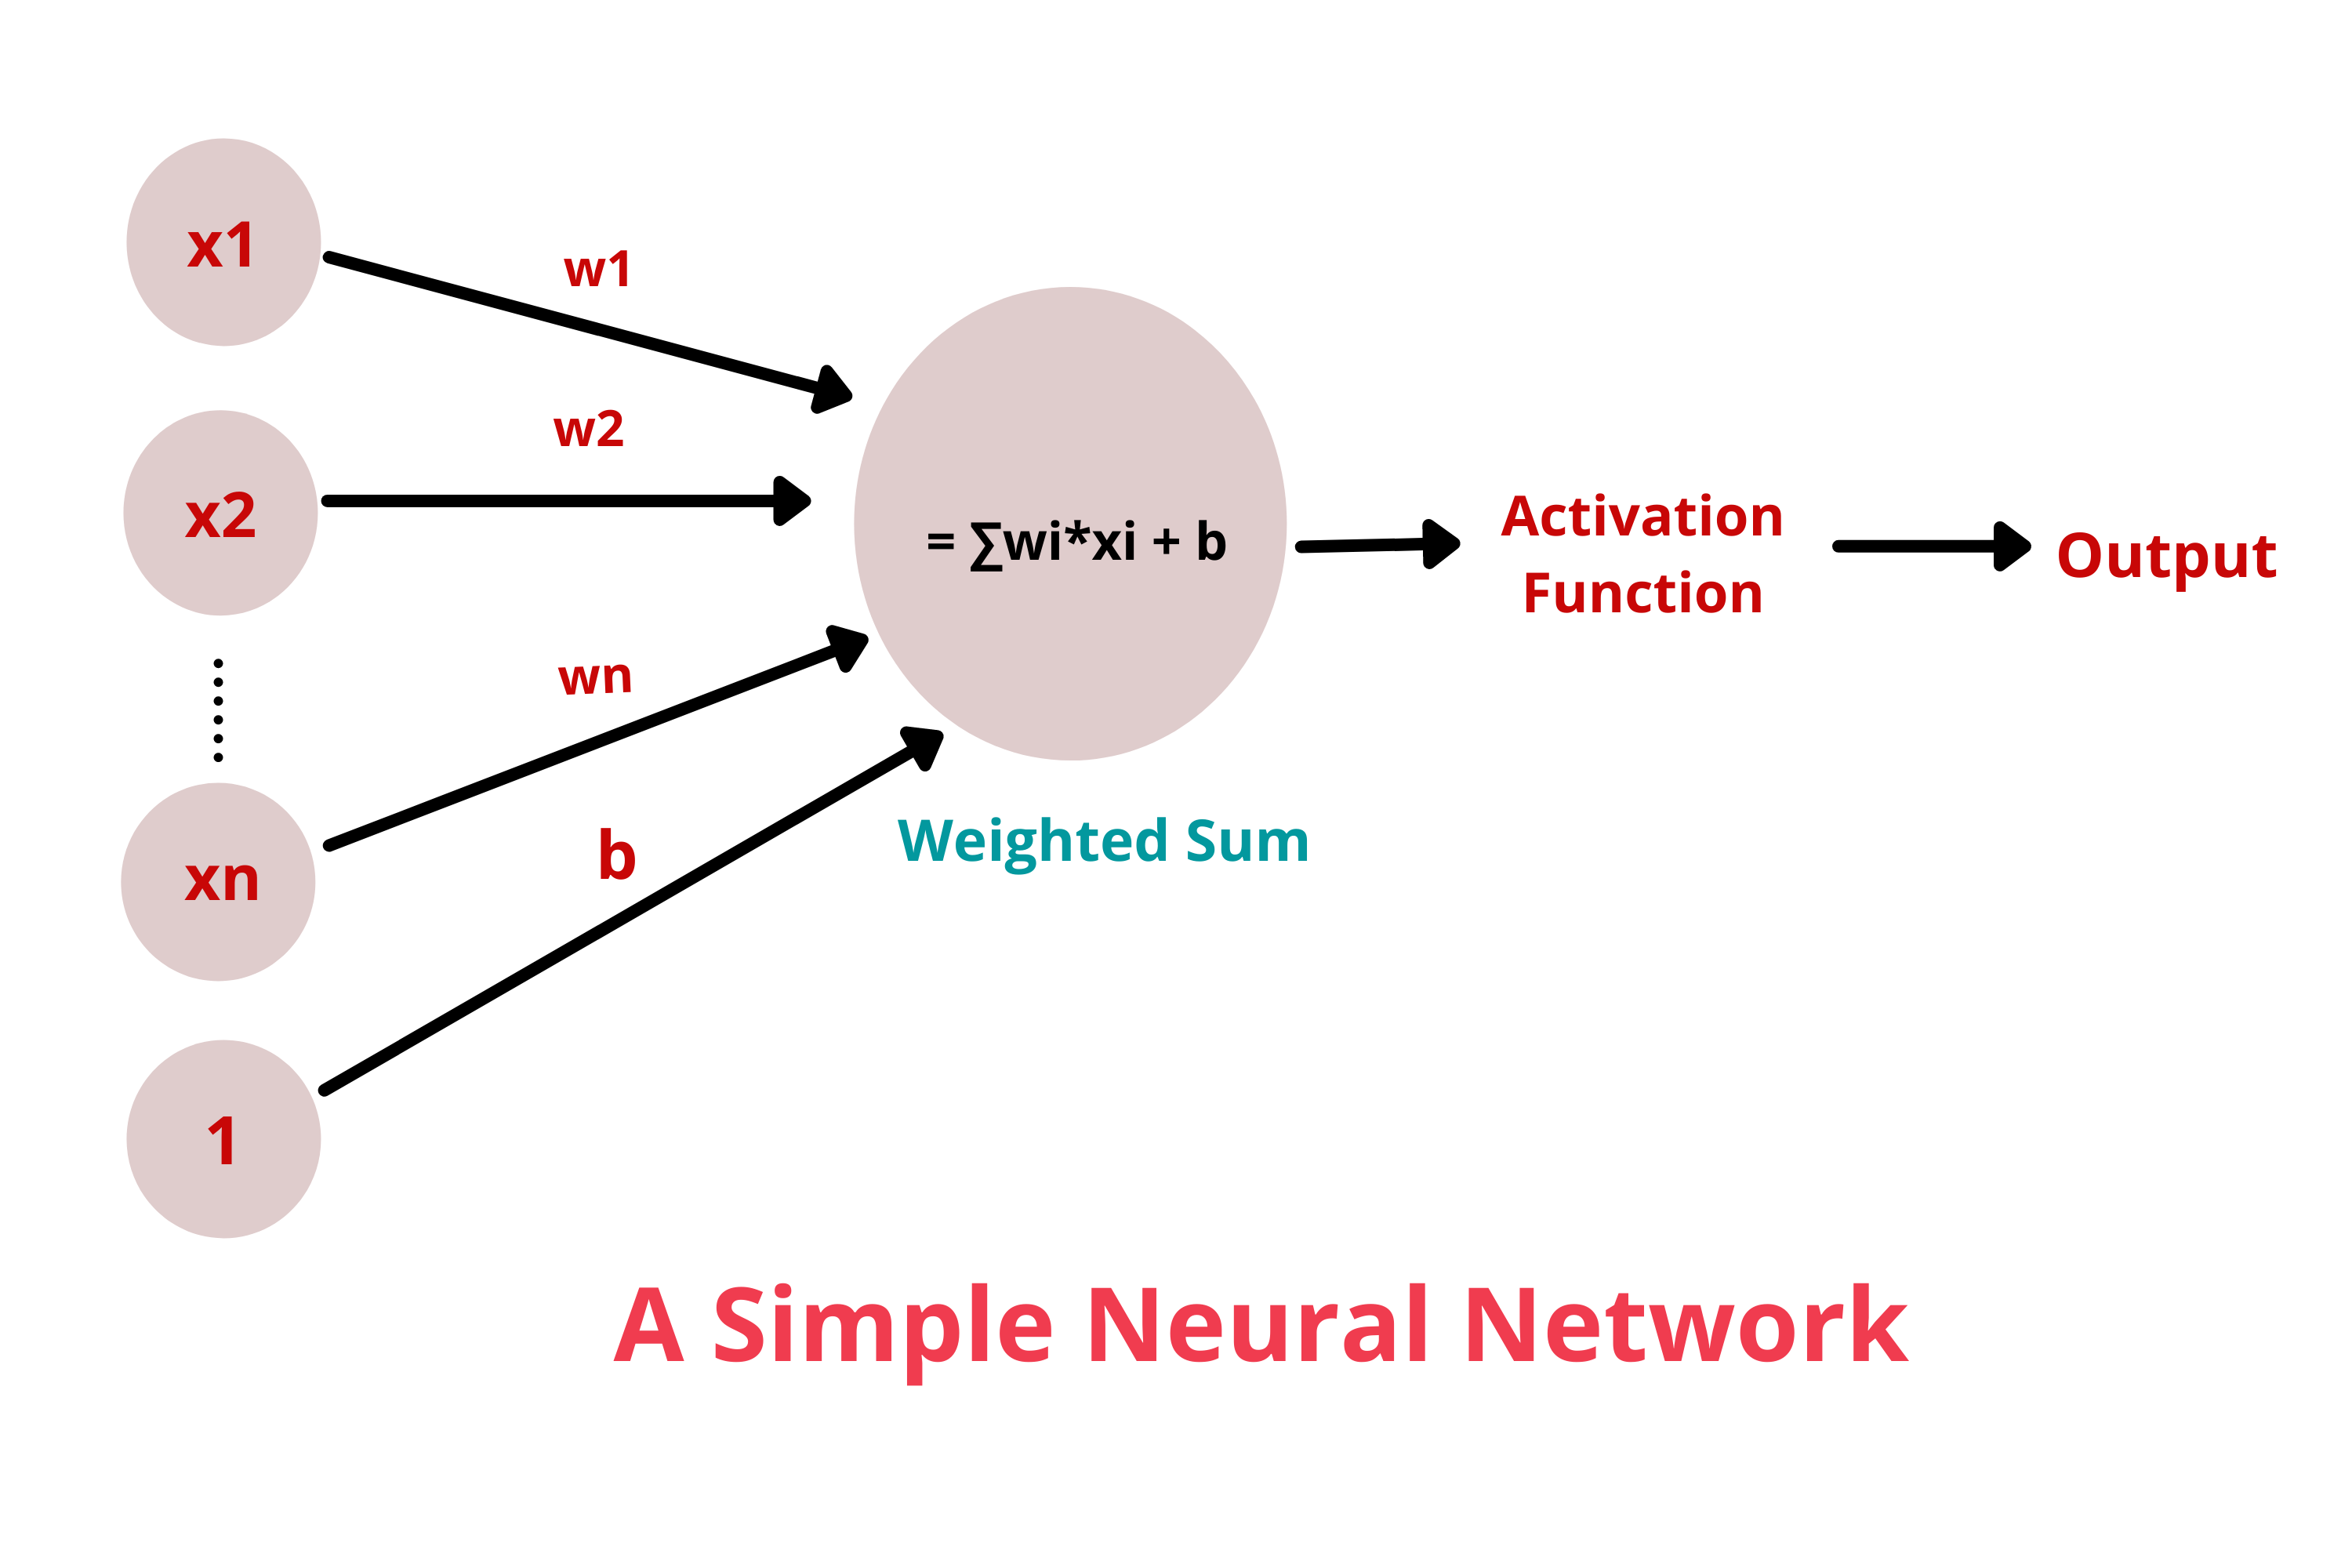 x1
w1
w2
x2
= ∑wi*xi + b
Activation
Function
Output
wn
xn
b
Weighted Sum
1
A Simple Neural Network